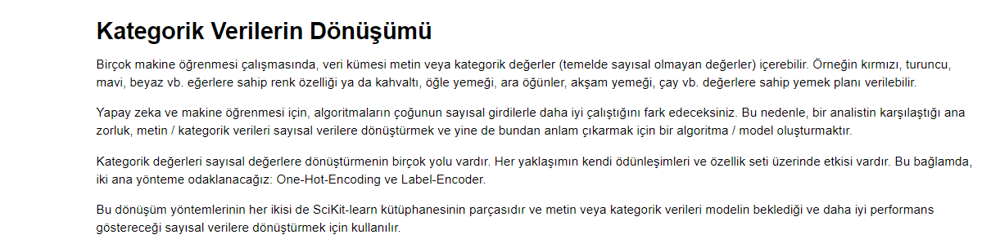 Kategorik Verilerin Dönüşümü
Birçok makine öğrenmesi çalışmasında, veri kümesi metin veya kategorik değerler (temelde sayısal olmayan değerler) içerebilir. Örneğin kırmızı, turuncu,
mavi, beyaz vb. eğerlere sahip renk özelliği ya da kahvaltı, öğle yemeği, ara öğünler, akşam yemeği, çay vb. değerlere sahip yemek planı verilebilir.
Yapay zeka ve makine öğrenmesi için, algoritmaların çoğunun sayısal girdilerle daha iyi çalıştığını fark edeceksiniz. Bu nedenle, bir analistin karşılaştığı ana
zorluk, metin / kategorik verileri sayısal verilere dönüştürmek ve yine de bundan anlam çıkarmak için bir algoritma / model oluşturmaktır.
Kategorik değerleri sayısal değerlere dönüştürmenin birçok yolu vardır. Her yaklaşımın kendi ödünleşimleri ve özellik seti üzerinde etkisi vardır. Bu bağlamda,
iki ana yönteme odaklanacağız: One-Hot-Encoding ve Label-Encoder.
Bu dönüşüm yöntemlerinin her ikisi de SciKit-learn kütüphanesinin parçasıdır ve metin veya kategorik verileri modelin beklediği ve daha iyi performans
göstereceği sayısal verilere dönüştürmek için kullanılır.